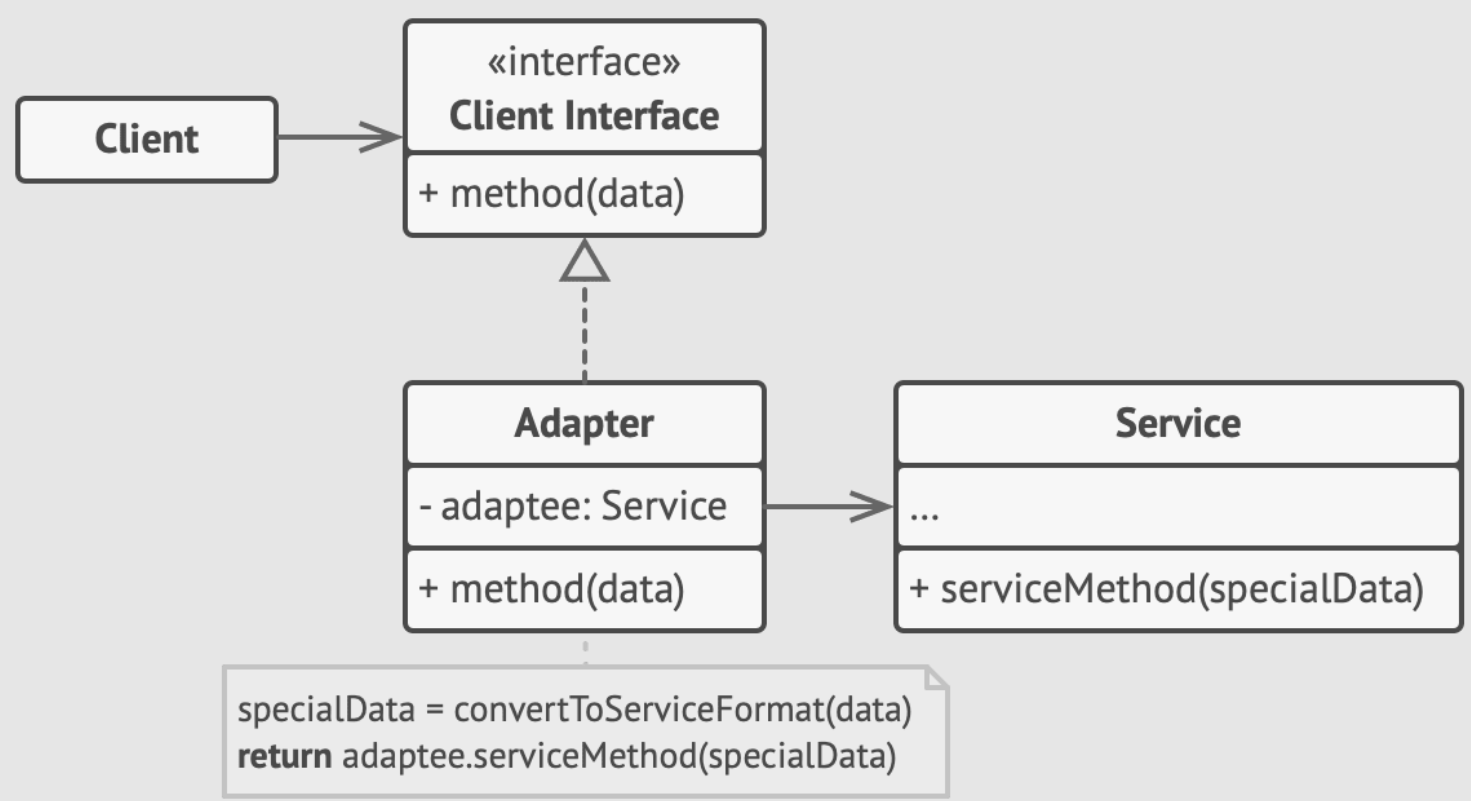 Client
«interface»
Client Interface
+ method(data)
Adapter
- adaptee: Service
+ method(data)
Service
...
+ serviceMethod(specialData)
specialData = convertToServiceFormat(data)
return adaptee.serviceMethod(specialData)